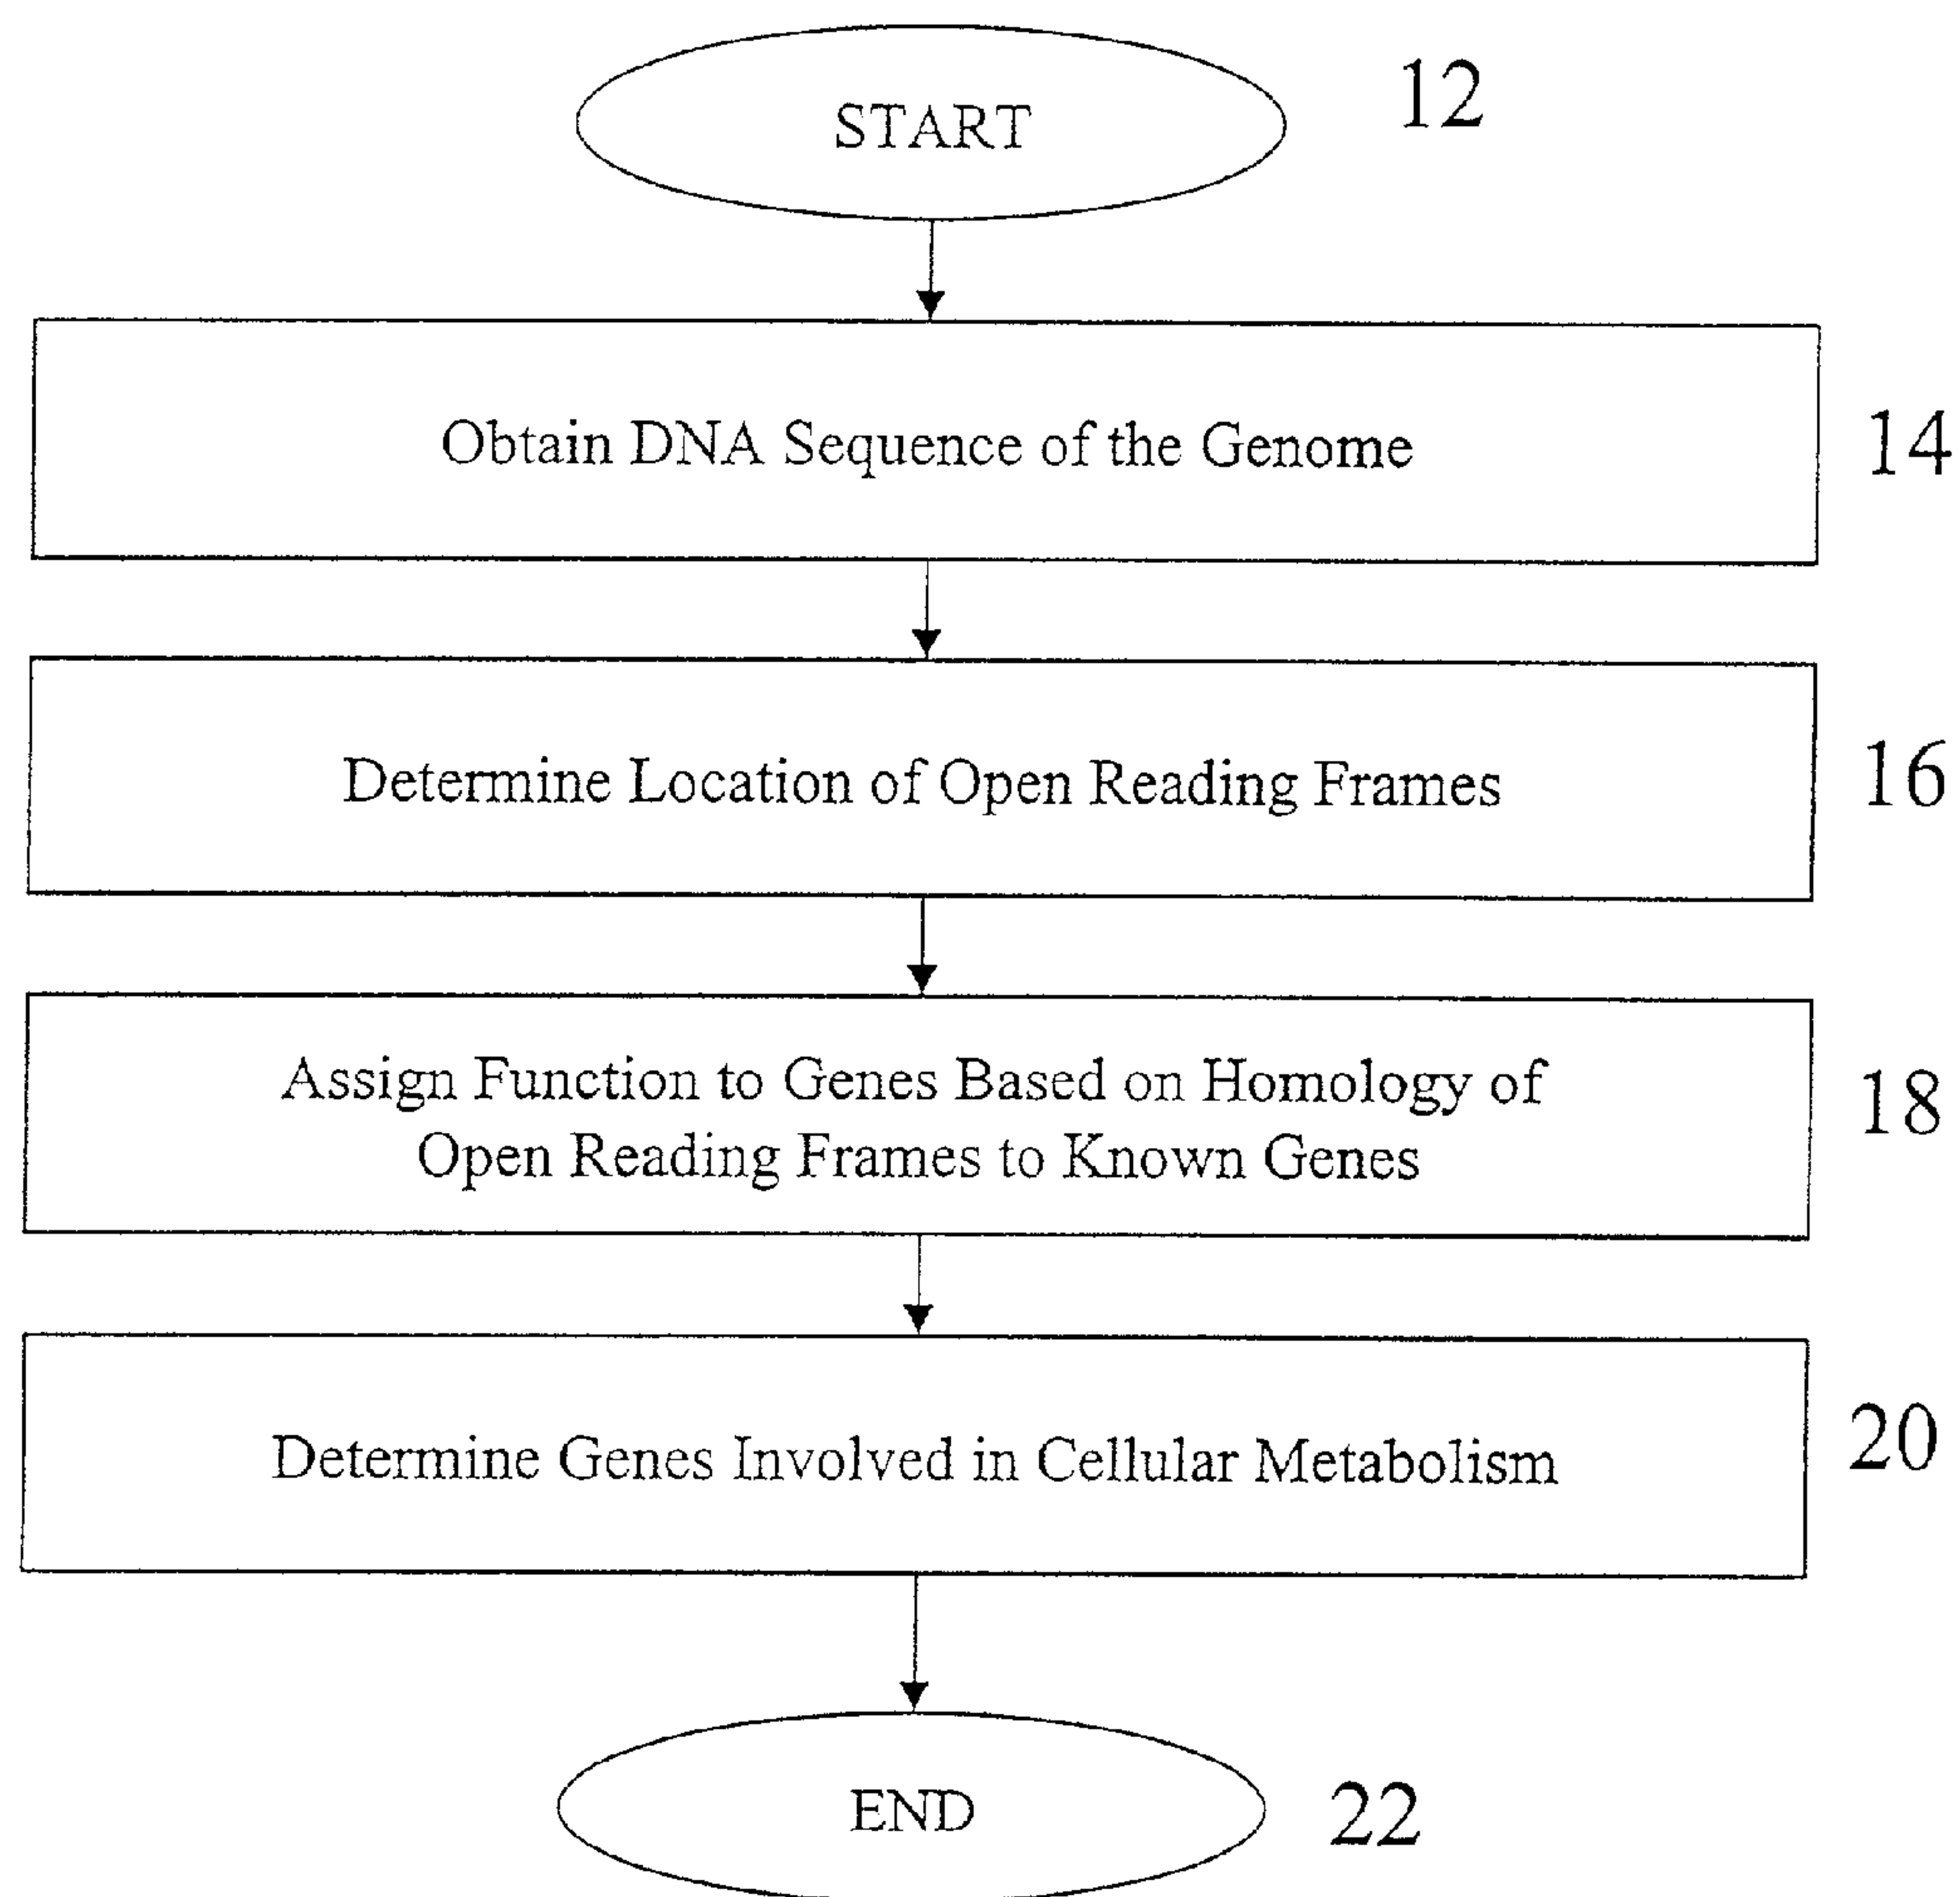 START
12
Obtain DNA Sequence of the Genome
14
Determine Location of Open Reading Frames
16
Assign Function to Genes Based on Homology of
Open Reading Frames to Known Genes
18
Determine Genes Involved in Cellular Metabolism
20
END
22